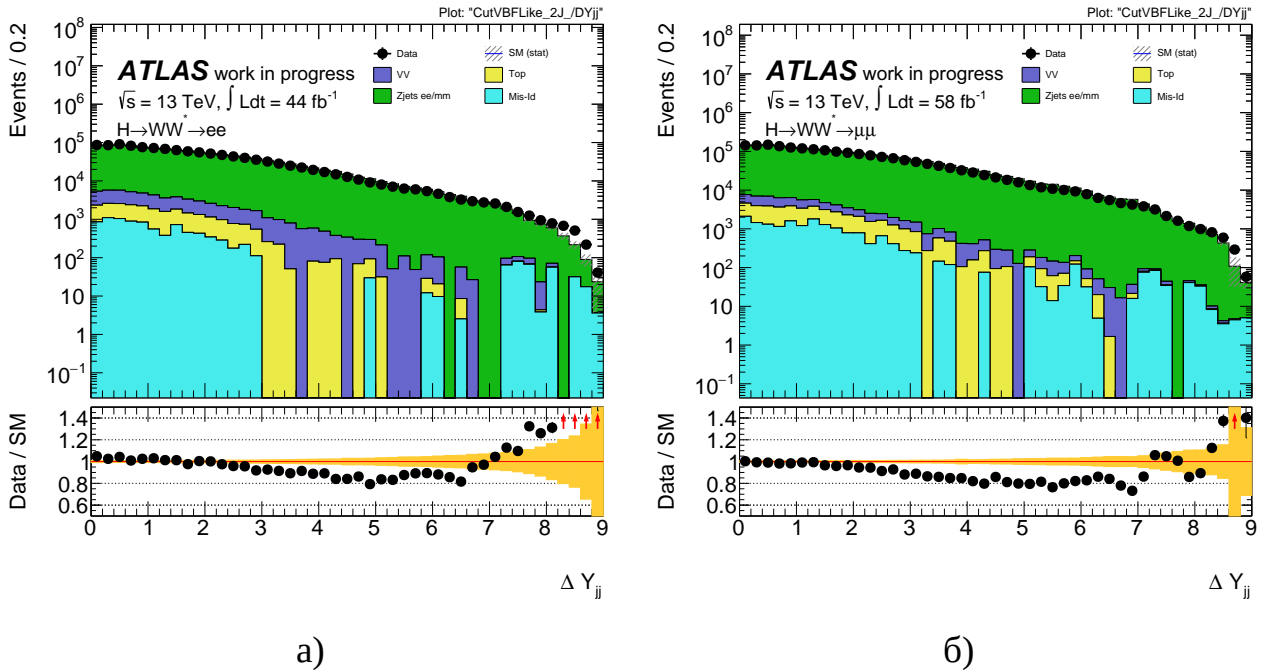 Plot: "CutVBFLike_2J_/DYjj"
Events / 0.2
10⁸
10⁷
10⁶
10⁵
10⁴
10³
10²
10
1
10⁻¹
ATLAS work in progress
√s = 13 TeV, ∫ Ldt = 44 fb⁻¹
H→WW*→ee
Data
SM (stat)
VV
Top
Zjets ee/mm
Mis-Id
Data / SM
1.4
1.2
1
0.8
0.6
0 1 2 3 4 5 6 7 8 9
Δ Y_jj
а)
Plot: "CutVBFLike_2J_/DYjj"
Events / 0.2
10⁸
10⁷
10⁶
10⁵
10⁴
10³
10²
10
1
10⁻¹
ATLAS work in progress
√s = 13 TeV, ∫ Ldt = 58 fb⁻¹
H→WW*→μμ
Data
SM (stat)
VV
Top
Zjets ee/mm
Mis-Id
Data / SM
1.4
1.2
1
0.8
0.6
0 1 2 3 4 5 6 7 8 9
Δ Y_jj
б)